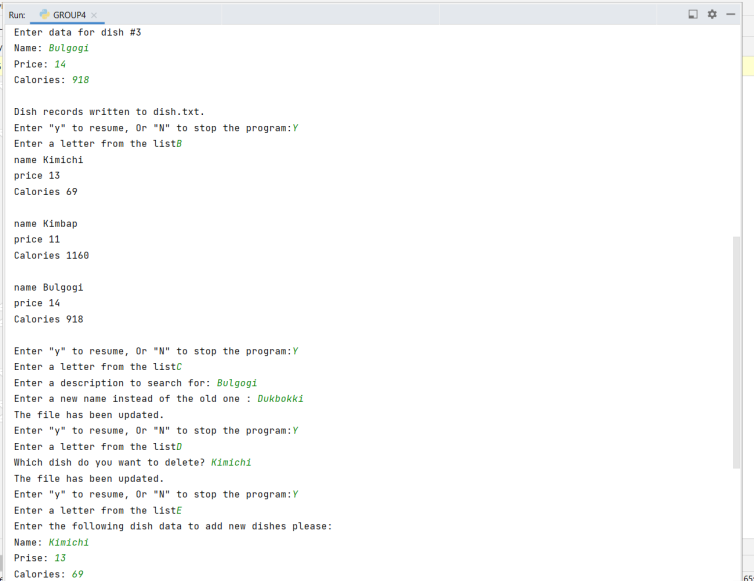 Run: GROUP4
Enter data for dish #3
Name: Bulgogi
Price: 14
Calories: 918
Dish records written to dish.txt.
Enter "y" to resume, Or "N" to stop the program:Y
Enter a letter from the listB
name Kimichi
price 13
Calories 69
name Kimbap
price 11
Calories 1160
name Bulgogi
price 14
Calories 918
Enter "y" to resume, Or "N" to stop the program:Y
Enter a letter from the listC
Enter a description to search for: Bulgogi
Enter a new name instead of the old one : Dukbokki
The file has been updated.
Enter "y" to resume, Or "N" to stop the program:Y
Enter a letter from the listD
Which dish do you want to delete? Kimichi
The file has been updated.
Enter "y" to resume, Or "N" to stop the program:Y
Enter a letter from the listE
Enter the following dish data to add new dishes please:
Name: Kimichi
Prise: 13
Calories: 69